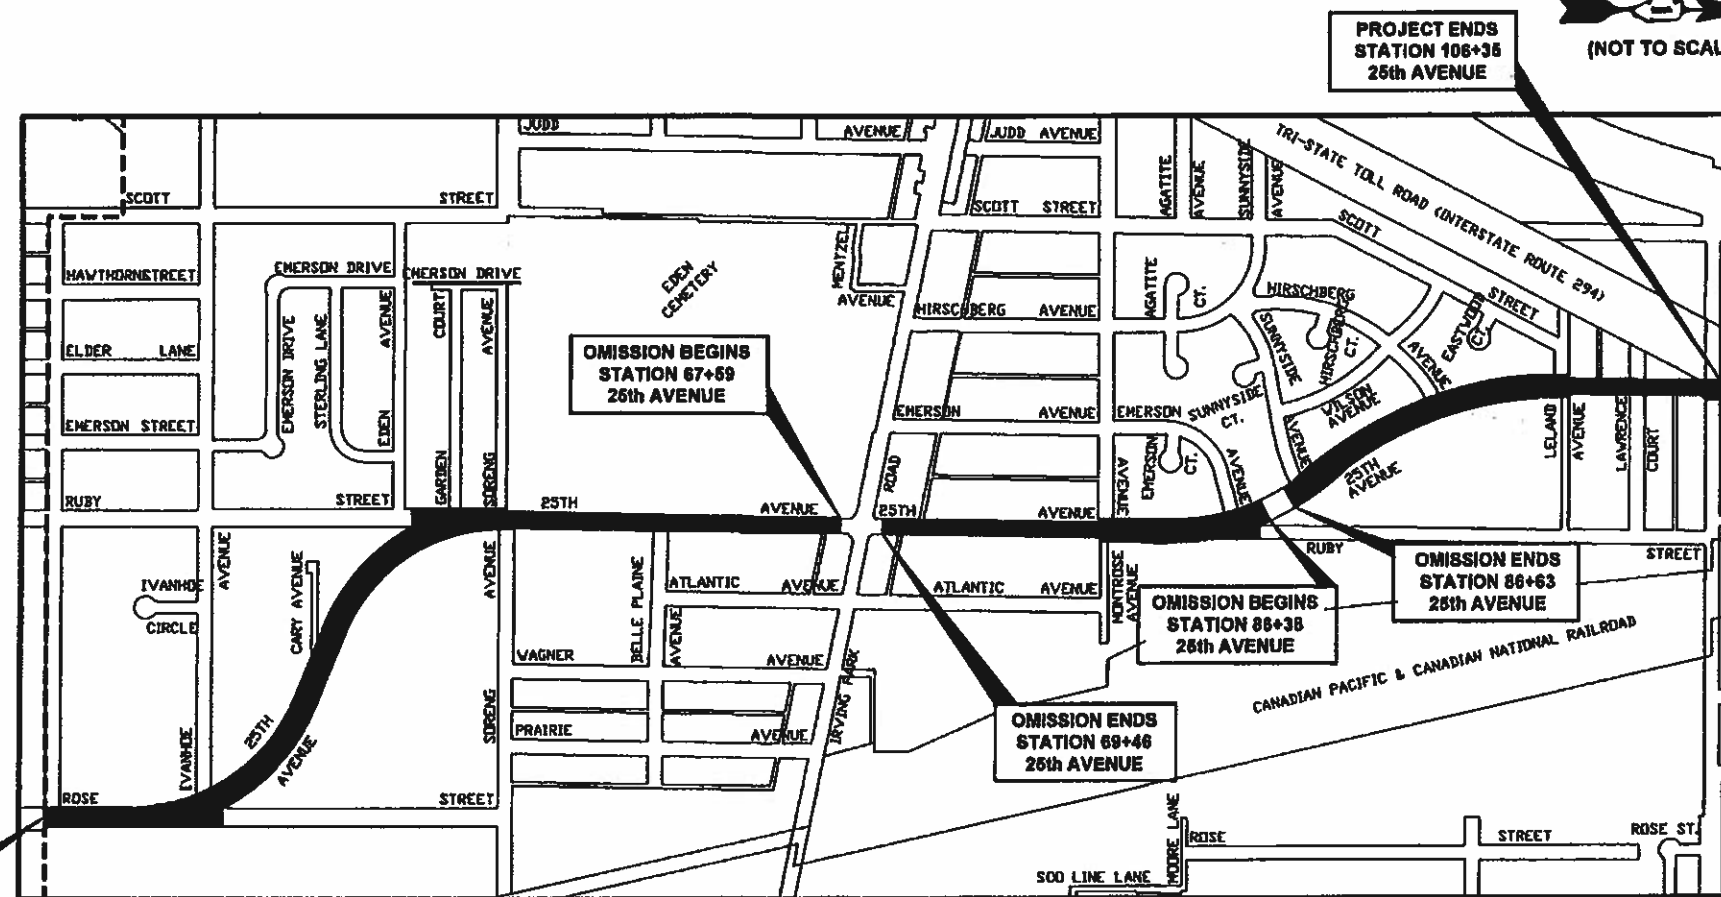 PROJECT ENDS
STATION 106+35
25th AVENUE
(NOT TO SCAL
JUDD
AVENUE
JUDD AVENUE
TRI-STATE TOLL ROAD (INTERSTATE ROUTE 294)
SCOTT
STREET
SCOTT STREET
AGATITE
AVENUE
SUNNYSIDE
AVENUE
SCOTT
STREET
HAWTHORNSTREET
EMERSON DRIVE
EMERSON DRIVE
EDEN
CEMETERY
MENTZEL
AVENUE
HIRSCHBERG AVENUE
AGATITE
CT.
HIRSCHBERG
AVENUE
HIRSCHBERG
CT.
EASTWOOD
CT.
ELDER LANE
EMERSON DRIVE
STERLING LANE
EDEN
AVENUE
GARDEN
COURT
SORENG
AVENUE
OMISSION BEGINS
STATION 67+59
25th AVENUE
SUNNYSIDE
AVENUE
SUNNYSIDE
CT.
WILSON
AVENUE
EMERSON STREET
EMERSON AVENUE
EMERSON
AVENUE
EMERSON
CT.
AVENUE
LELAND
AVENUE
LAWRENCE
COURT
RUBY
STREET
25TH
AVENUE
ROAD
25TH
AVENUE
25TH
AVENUE
RUBY
STREET
IVANHOE
CIRCLE
AVENUE
CARY AVENUE
AVENUE
BELLE PLAINE
AVENUE
ATLANTIC
AVENUE
ATLANTIC
AVENUE
MONTROSE
AVENUE
OMISSION BEGINS
STATION 86+38
25th AVENUE
OMISSION ENDS
STATION 86+63
25th AVENUE
CANADIAN PACIFIC & CANADIAN NATIONAL RAILROAD
WAGNER
AVENUE
IRVING PARK
SORENG
PRAIRIE
AVENUE
OMISSION ENDS
STATION 69+46
25th AVENUE
25TH
AVENUE
IVANHOE
ROSE
STREET
MOORE LANE
ROSE
STREET
ROSE ST.
SOO LINE LANE